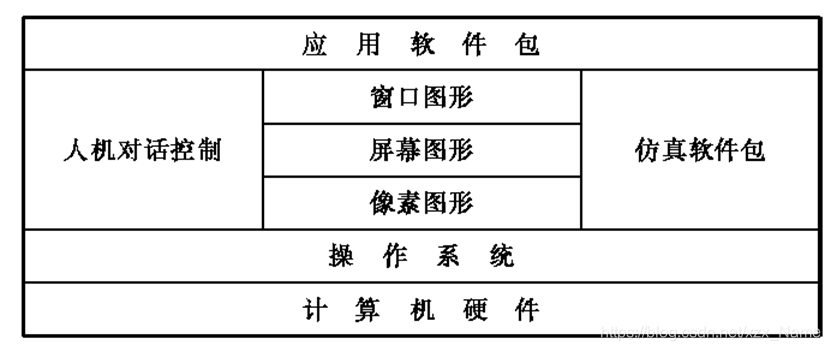 应用软件包
窗口图形
人机对话控制
屏幕图形
仿真软件包
像素图形
操作系统
计算机硬件
https://blog.csdn.net/xzx_Name